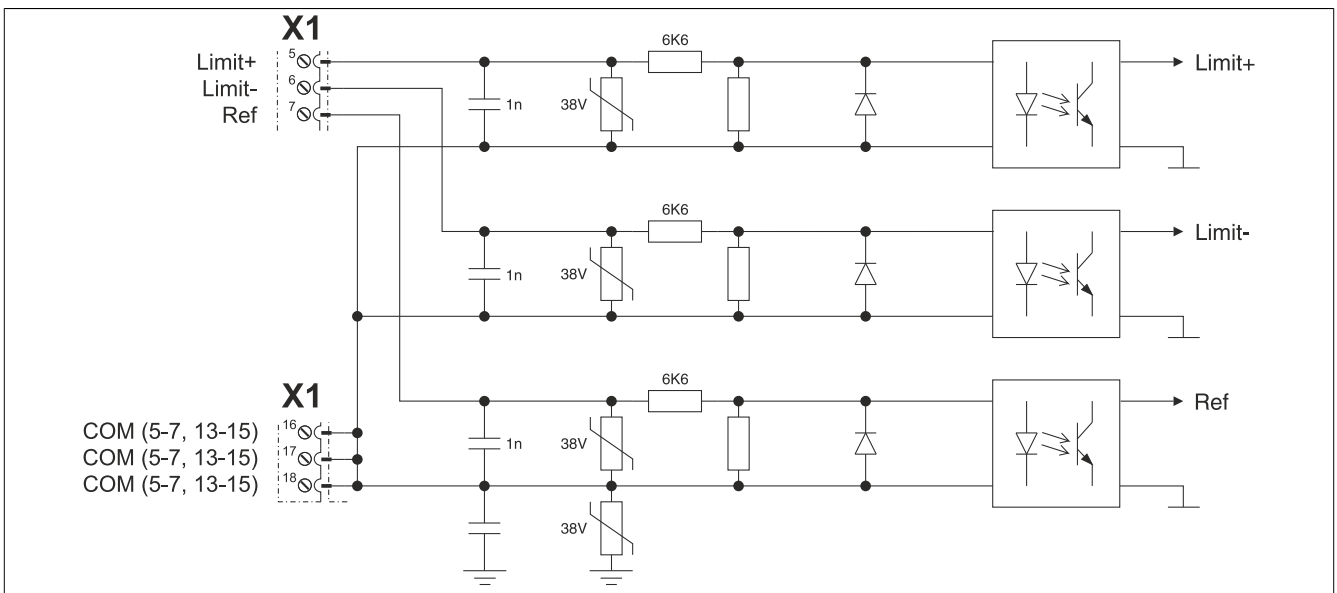 X1
Limit+
5
Limit-
6
Ref
7
6K6
1n
38V
Limit+
6K6
1n
38V
Limit-
X1
COM (5-7, 13-15)
16
COM (5-7, 13-15)
17
COM (5-7, 13-15)
18
6K6
1n
38V
Ref
38V